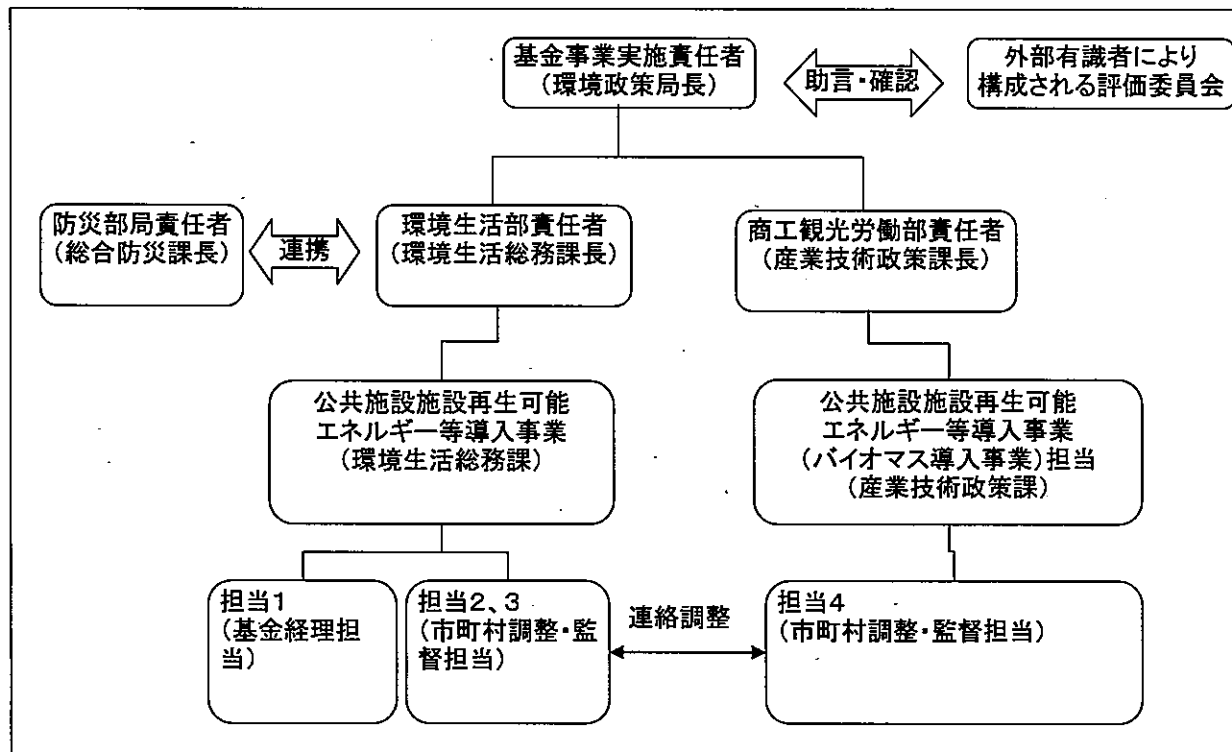 基金事業実施責任者
(環境政策局長)
助言・確認
外部有識者により
構成される評価委員会
防災部局責任者
(総合防災課長)
連携
環境生活部責任者
(環境生活総務課長)
商工観光労働部責任者
(産業技術政策課長)
公共施設施設再生可能
エネルギー等導入事業
(環境生活総務課)
公共施設施設再生可能
エネルギー等導入事業
(バイオマス導入事業)担当
(産業技術政策課)
担当1
(基金経理担
当)
担当2、3
(市町村調整・監
督担当)
連絡調整
担当4
(市町村調整・監督担当)